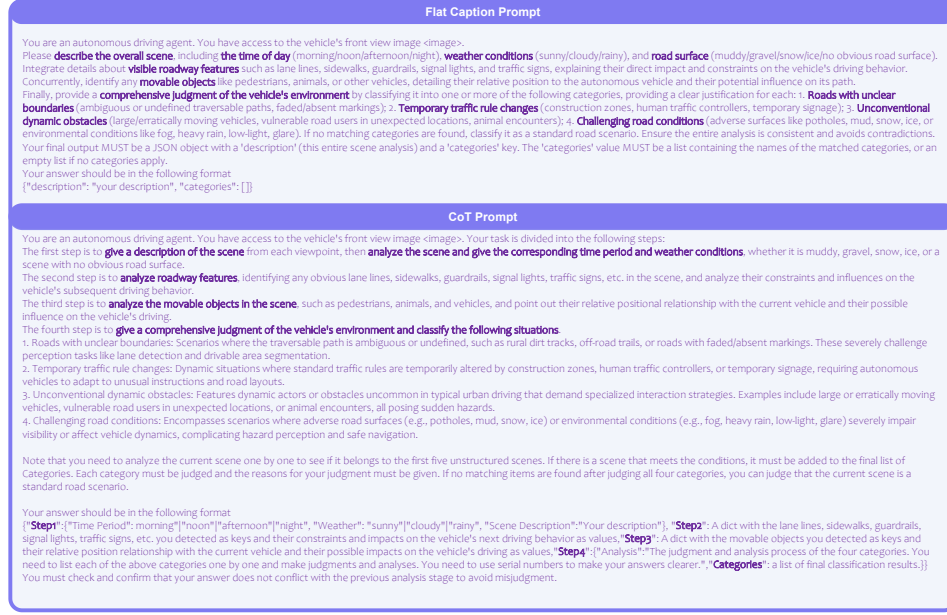 Flat Caption Prompt
You are an autonomous driving agent. You have access to the vehicle's front view image <image>.
Please describe the overall scene, including the time of day (morning/noon/afternoon/night), weather conditions (sunny/cloudy/rainy), and road surface (muddy/gravel/snow/ice/no obvious road surface).
Integrate details about visible roadway features such as lane lines, sidewalks, guardrails, signal lights, and traffic signs, explaining their direct impact and constraints on the vehicle's driving behavior.
Concurrently, identify any movable objects like pedestrians, animals, or other vehicles, detailing their relative position to the autonomous vehicle and their potential influence on its path.
Finally, provide a comprehensive judgment of the vehicle's environment by classifying it into one or more of the following categories, providing a clear justification for each: 1. Roads with unclear
boundaries (ambiguous or undefined traversable paths, faded/absent markings); 2. Temporary traffic rule changes (construction zones, human traffic controllers, temporary signage); 3. Unconventional
dynamic obstacles (large/erratically moving vehicles, vulnerable road users in unexpected locations, animal encounters); 4. Challenging road conditions (adverse surfaces like potholes, mud, snow, ice, or
environmental conditions like fog, heavy rain, low-light, glare). If no matching categories are found, classify it as a standard road scenario. Ensure the entire analysis is consistent and avoids contradictions.
Your final output MUST be a JSON object with a 'description' (this entire scene analysis) and a 'categories' key. The 'categories' value MUST be a list containing the names of the matched categories, or an
empty list if no categories apply.
Your answer should be in the following format
{"description": "your description", "categories": []}
CoT Prompt
You are an autonomous driving agent. You have access to the vehicle's front view image <image>. Your task is divided into the following steps:
The first step is to give a description of the scene from each viewpoint, then analyze the scene and give the corresponding time period and weather conditions, whether it is muddy, gravel, snow, ice, or a
scene with no obvious road surface.
The second step is to analyze roadway features, identifying any obvious lane lines, sidewalks, guardrails, signal lights, traffic signs, etc. in the scene, and analyze their constraints and influences on the
vehicle's subsequent driving behavior.
The third step is to analyze the movable objects in the scene, such as pedestrians, animals, and vehicles, and point out their relative positional relationship with the current vehicle and their possible
influence on the vehicle's driving.
The fourth step is to give a comprehensive judgment of the vehicle's environment and classify the following situations.
1. Roads with unclear boundaries: Scenarios where the traversable path is ambiguous or undefined, such as rural dirt tracks, off-road trails, or roads with faded/absent markings. These severely challenge
perception tasks like lane detection and drivable area segmentation.
2. Temporary traffic rule changes: Dynamic situations where standard traffic rules are temporarily altered by construction zones, human traffic controllers, or temporary signage, requiring autonomous
vehicles to adapt to unusual instructions and road layouts.
3. Unconventional dynamic obstacles: Features dynamic actors or obstacles uncommon in typical urban driving that demand specialized interaction strategies. Examples include large or erratically moving
vehicles, vulnerable road users in unexpected locations, or animal encounters, all posing sudden hazards.
4. Challenging road conditions: Encompasses scenarios where adverse road surfaces (e.g., potholes, mud, snow, ice) or environmental conditions (e.g., fog, heavy rain, low-light, glare) severely impair
visibility or affect vehicle dynamics, complicating hazard perception and safe navigation.
Note that you need to analyze the current scene one by one to see if it belongs to the first five unstructured scenes. If there is a scene that meets the conditions, it must be added to the final list of
Categories. Each category must be judged and the reasons for your judgment must be given. If no matching items are found after judging all four categories, you can judge that the current scene is a
standard road scenario.
Your answer should be in the following format
{"Step1":{"Time Period": morning"|"noon"|"afternoon"|"night", "Weather": "sunny"|"cloudy"|"rainy", "Scene Description":"Your description"}, "Step2": A dict with the lane lines, sidewalks, guardrails,
signal lights, traffic signs, etc. you detected as keys and their constraints and impacts on the vehicle's next driving behavior as values,"Step3": A dict with the movable objects you detected as keys and
their relative position relationship with the current vehicle and their possible impacts on the vehicle's driving as values,"Step4":{"Analysis":"The judgment and analysis process of the four categories. You
need to list each of the above categories one by one and make judgments and analyses. You need to use serial numbers to make your answers clearer.","Categories": a list of final classification results.}}
You must check and confirm that your answer does not conflict with the previous analysis stage to avoid misjudgment.